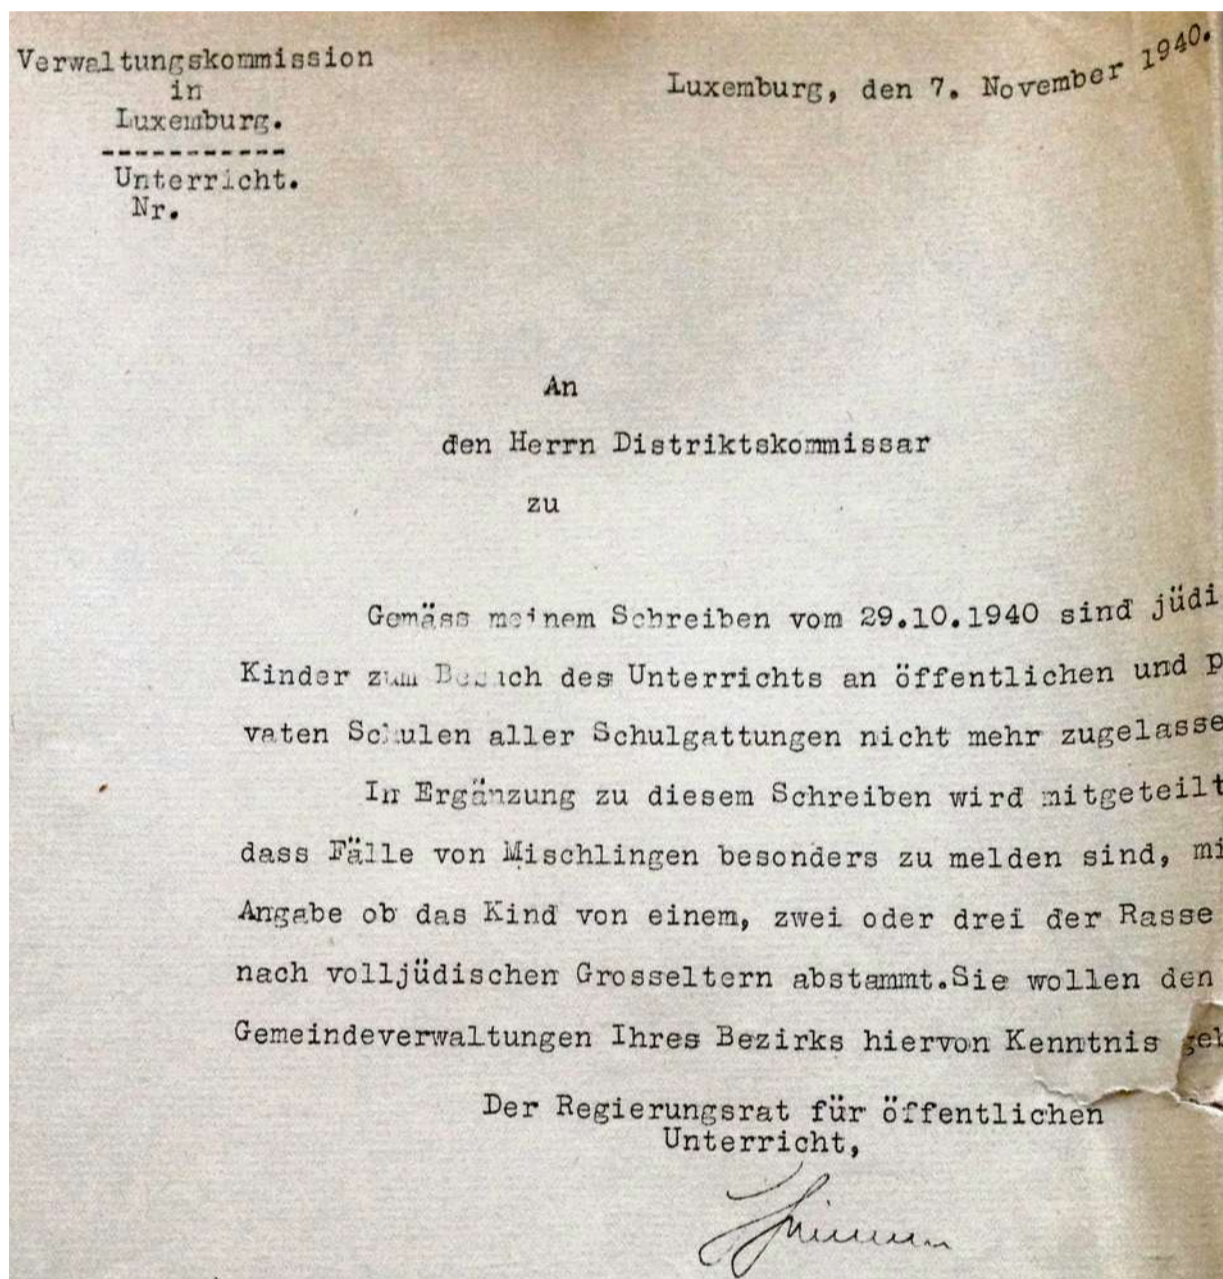 Verwaltungskommission
in
Luxemburg.
-----------
Unterricht.
Nr.
Luxemburg, den 7. November 1940.
An
den Herrn Distriktskommissar
zu
Gemäss meinem Schreiben vom 29.10.1940 sind jüdi
Kinder zum Besuch des Unterrichts an öffentlichen und p
vaten Schulen aller Schulgattungen nicht mehr zugelasse
In Ergänzung zu diesem Schreiben wird mitgeteilt
dass Fälle von Mischlingen besonders zu melden sind, mi
Angabe ob das Kind von einem, zwei oder drei der Rasse
nach volljüdischen Grosseltern abstammt.Sie wollen den
Gemeindeverwaltungen Ihres Bezirks hiervon Kenntnis geb
Der Regierungsrat für öffentlichen
Unterricht,